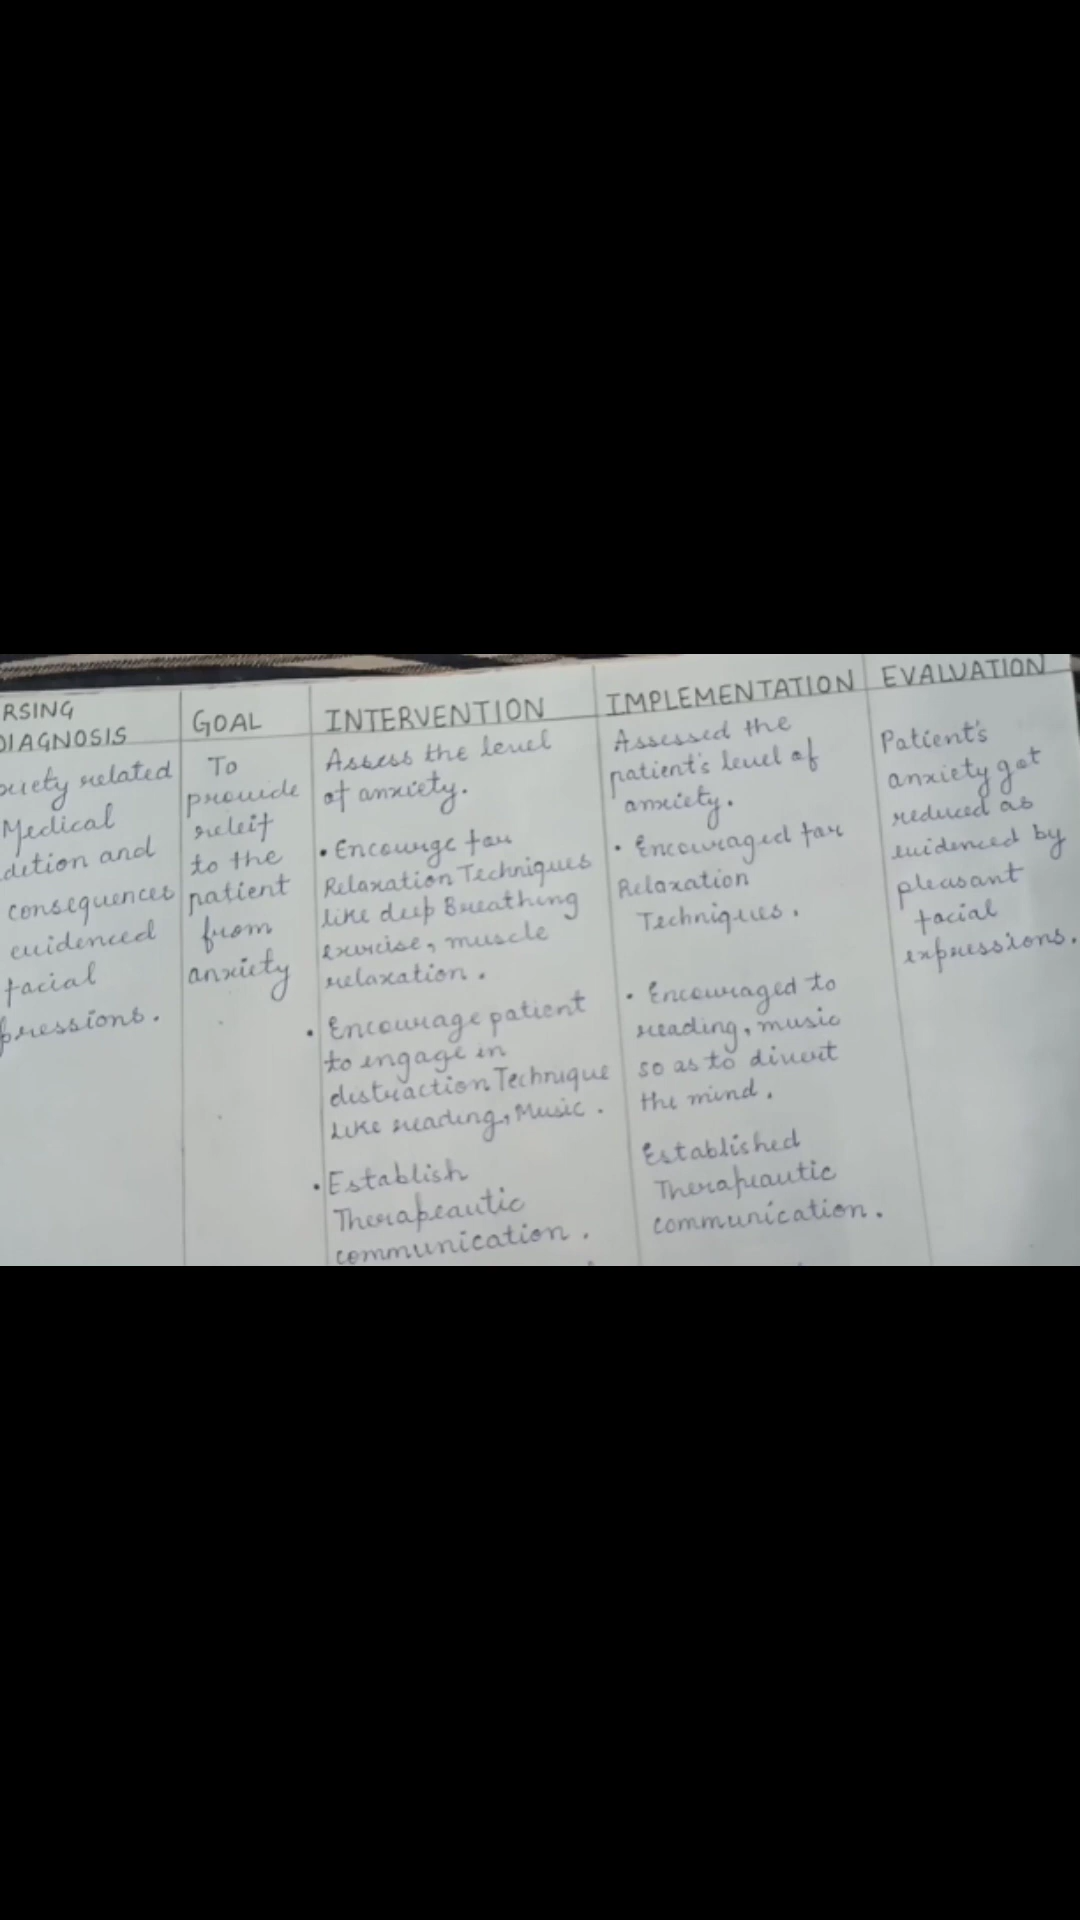 RSING
DIAGNOSIS
xiety related
Medical
dition and
consequences
evidenced
facial
pressions.
GOAL
To
provide
releif
to the
patient
from
anxiety
INTERVENTION
Assess the level
of anxiety.
• Encourge for
Relaxation Techniques
like deep Breathing
exercise, muscle
relaxation.
• Encourage patient
to engage in
distraction Technique
like reading, Music.
• Establish
Therapeautic
communication.
IMPLEMENTATION
Assessed the
patient's level of
anxiety.
• Encouraged for
Relaxation
Techniques.
• Encouraged to
reading, music
so as to divert
the mind.
Established
Therapeautic
communication.
EVALUATION
Patient's
anxiety got
reduced as
evidenced by
pleasant
facial
expressions.